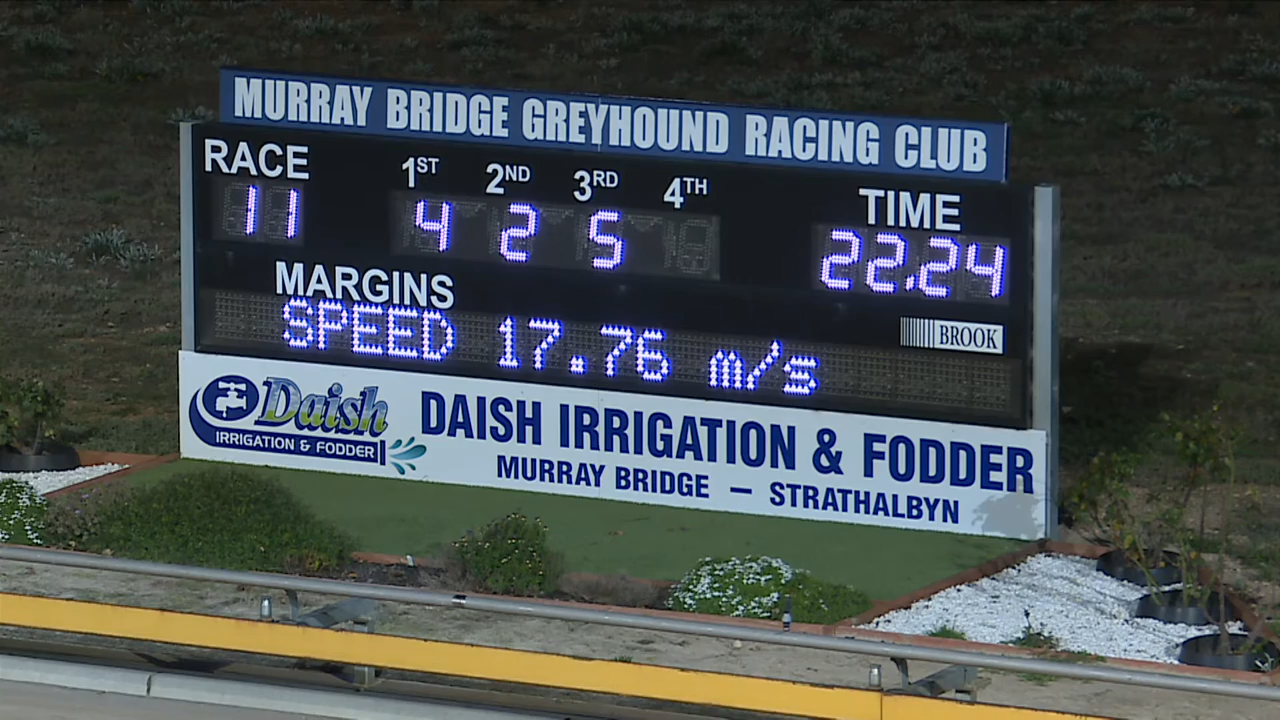 MURRAY BRIDGE GREYHOUND RACING CLUB
RACE 1ST 2ND 3RD 4TH TIME
11 4 2 5 22.24
MARGINS
SPEED 17.76 m/s
BROOK
Daish
IRRIGATION & FODDER
DAISH IRRIGATION & FODDER
MURRAY BRIDGE – STRATHALBYN